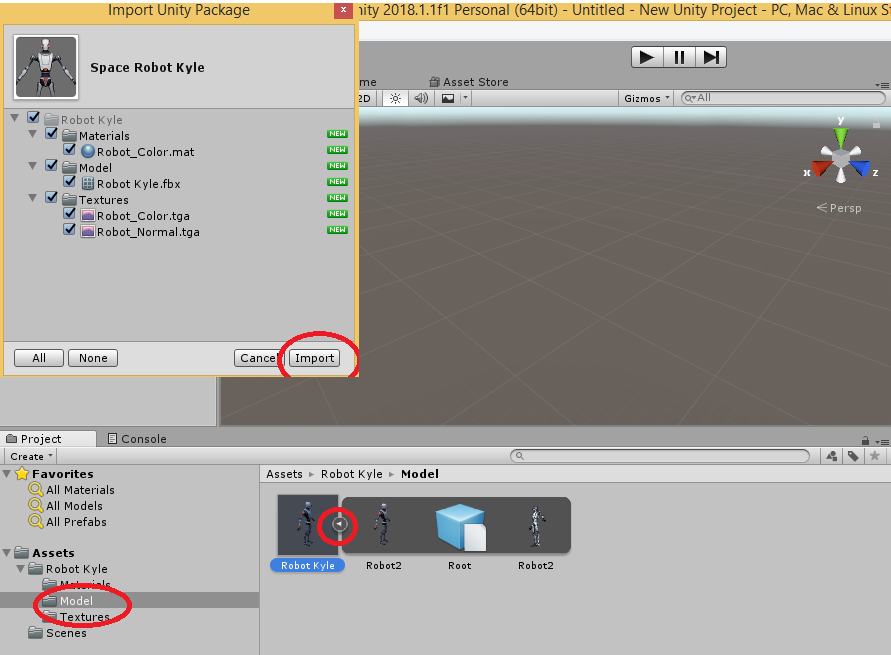 Import Unity Package
x
nity 2018.1.1f1 Personal (64bit) - Untitled - New Unity Project - PC, Mac & Linux S
Space Robot Kyle
me
Asset Store
2D
Gizmos
All
Robot Kyle
Materials NEW
Robot_Color.mat NEW
Model NEW
Robot Kyle.fbx NEW
Textures NEW
Robot_Color.tga NEW
Robot_Normal.tga NEW
y
x
z
Persp
All
None
Cancel
Import
Project
Console
Create
Favorites
All Materials
All Models
All Prefabs
Assets
Robot Kyle
Materials
Model
Textures
Scenes
Assets Robot Kyle Model
Robot Kyle
Robot2
Root
Robot2